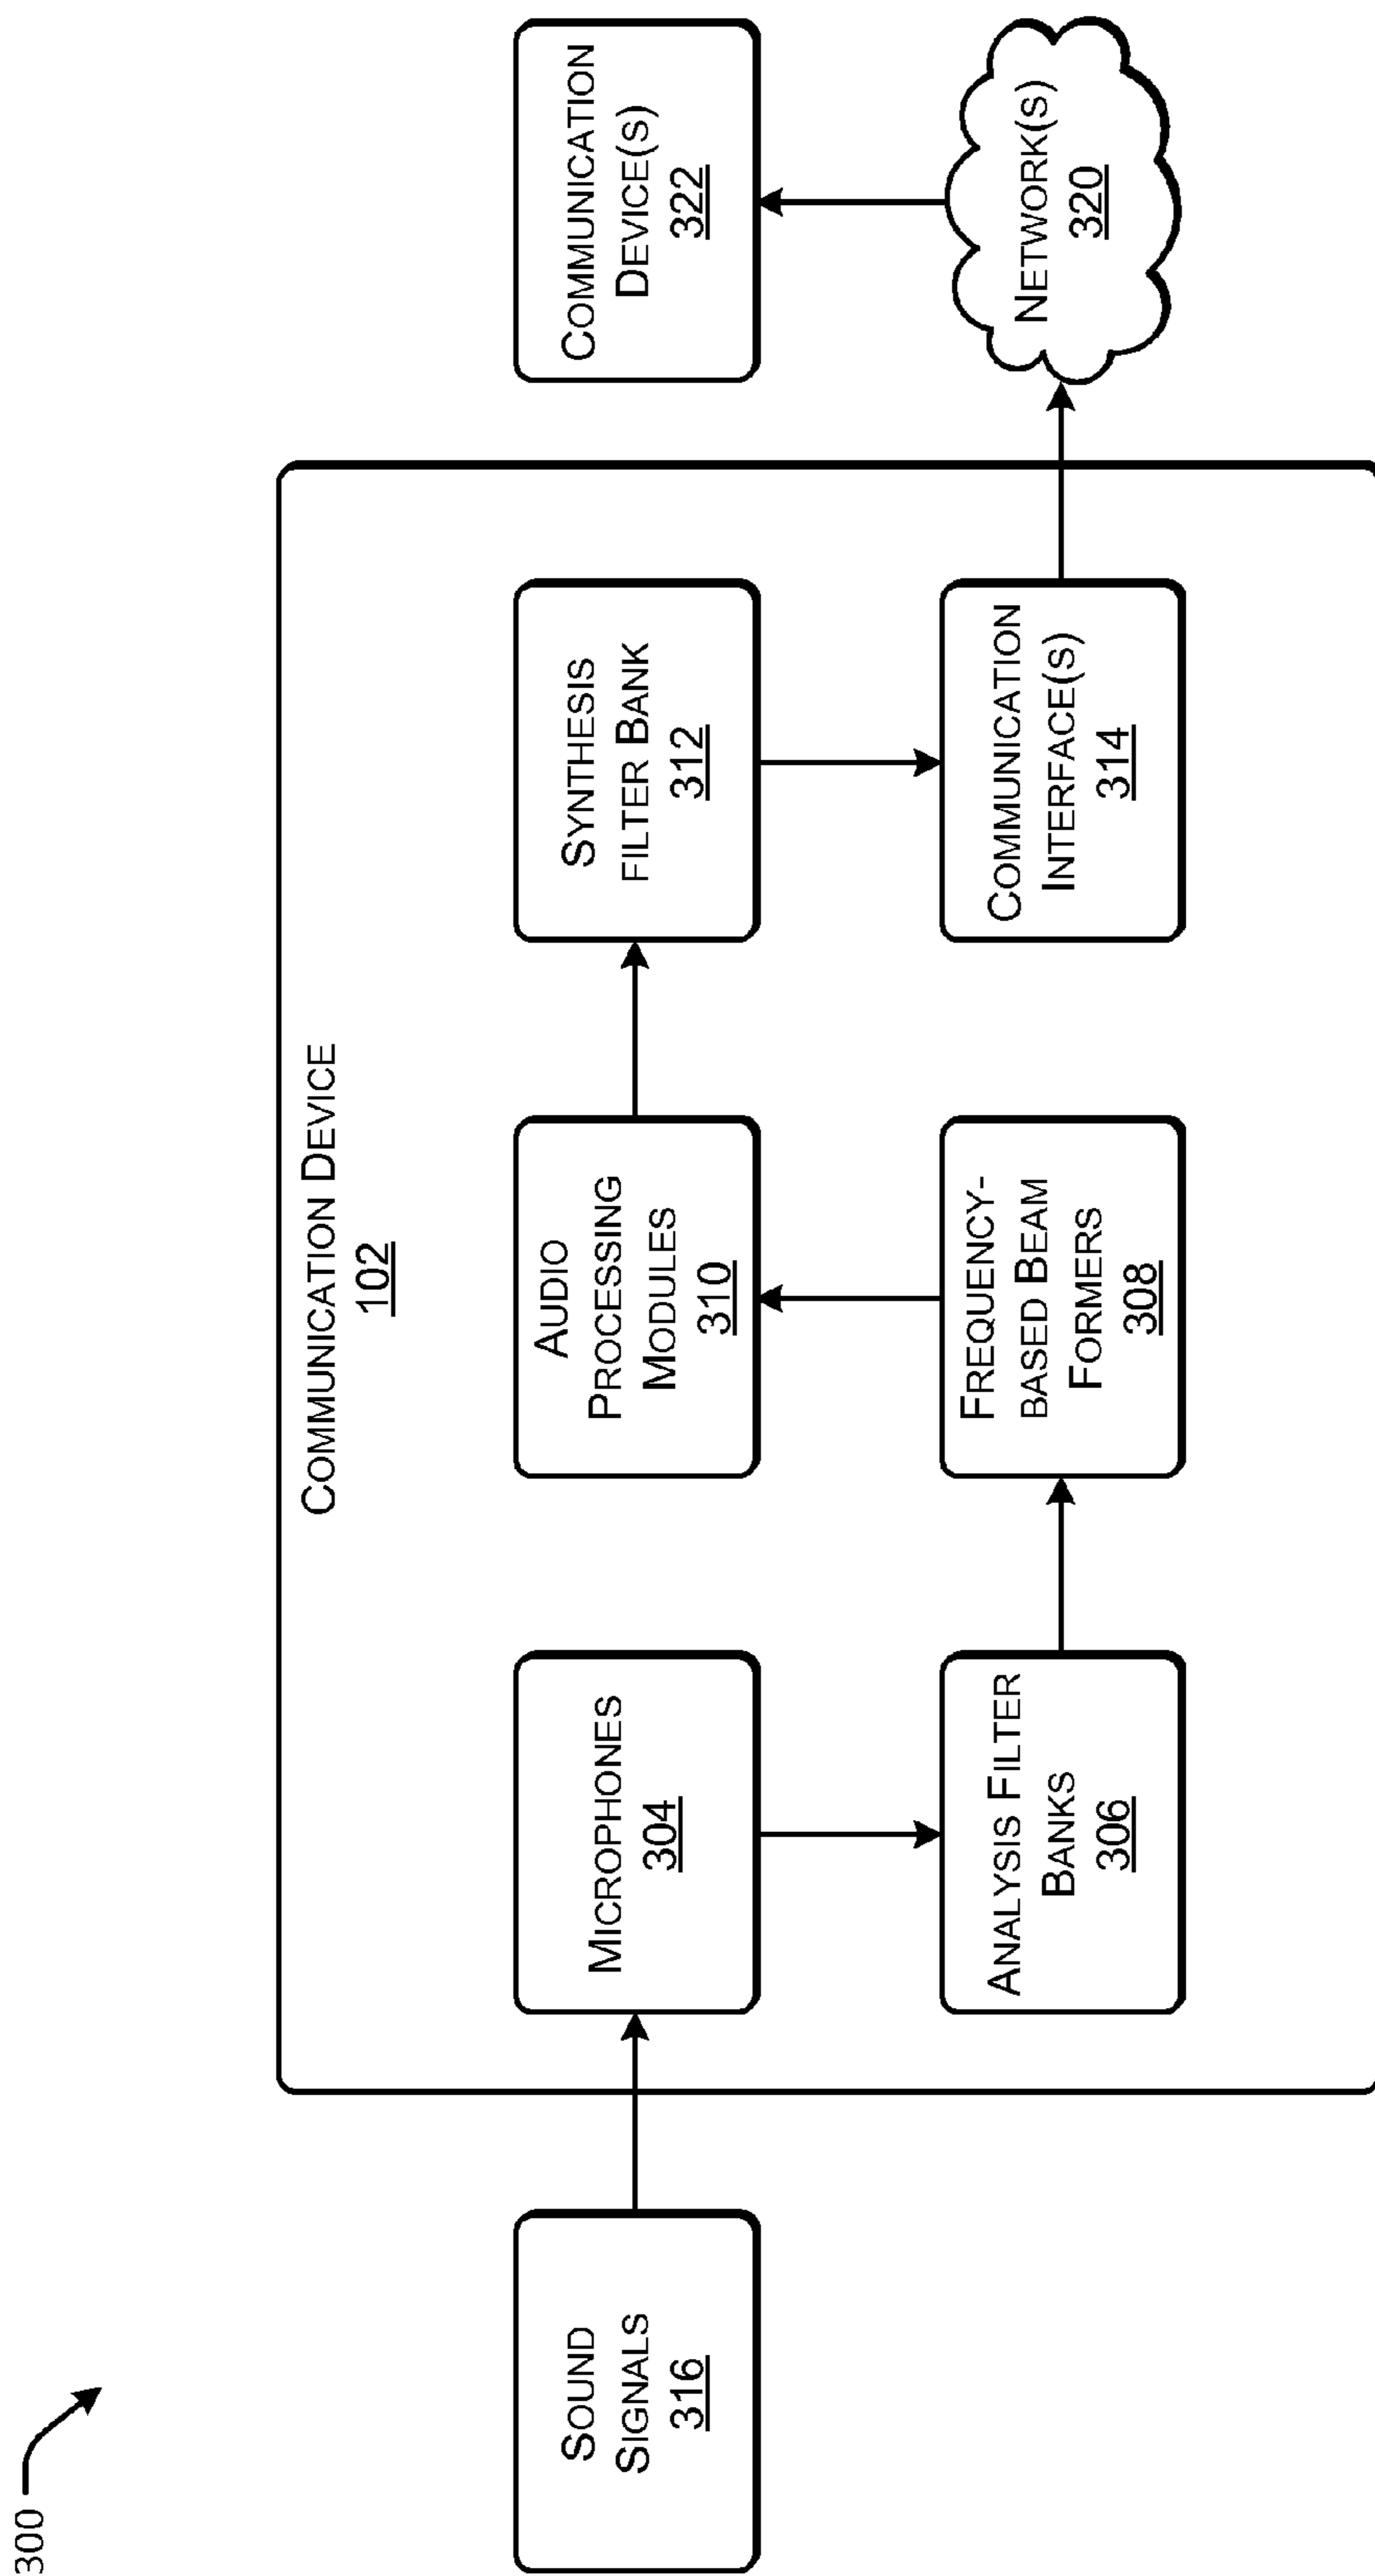 300
COMMUNICATION DEVICE
102
SOUND
SIGNALS
316
MICROPHONES
304
ANALYSIS FILTER
BANKS
306
FREQUENCY-
BASED BEAM
FORMERS
308
AUDIO
PROCESSING
MODULES
310
SYNTHESIS
FILTER BANK
312
COMMUNICATION
INTERFACE(S)
314
NETWORK(S)
320
COMMUNICATION
DEVICE(S)
322